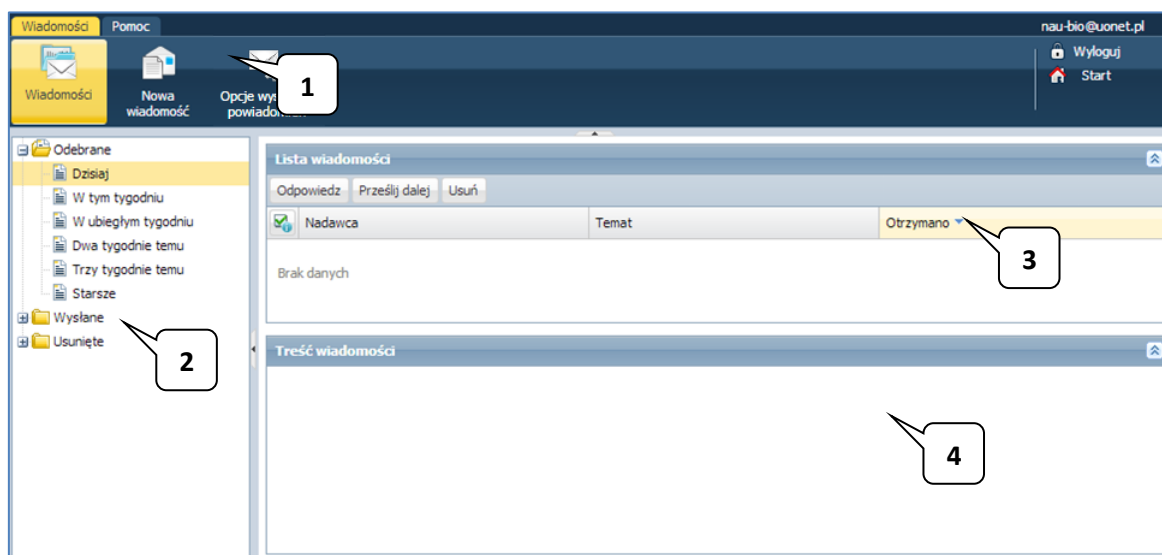 Wiadomości Pomoc nau-bio@uonet.pl
Wyloguj
Start
Wiadomości
Nowa
wiadomość
Opcje
1
Odebrane
Dzisiaj
W tym tygodniu
W ubiegłym tygodniu
Dwa tygodnie temu
Trzy tygodnie temu
Starsze
Wysłane
Usunięte
2
Lista wiadomości
Odpowiedz Prześlij dalej Usuń
Nadawca Temat Otrzymano
Brak danych
3
Treść wiadomości
4